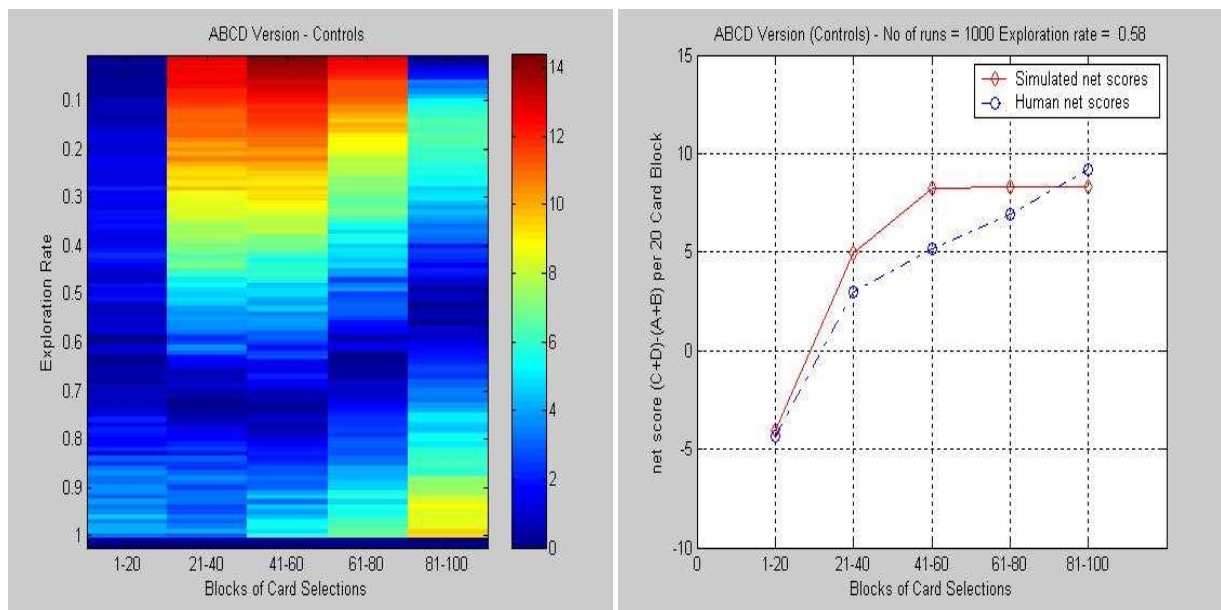 ABCD Version - Controls
0.1
0.2
0.3
0.4
0.5
0.6
0.7
0.8
0.9
1
Exploration Rate
1-20 21-40 41-60 61-80 81-100
Blocks of Card Selections
14
12
10
8
6
4
2
0
ABCD Version (Controls) - No of runs = 1000 Exploration rate = 0.58
Simulated net scores
Human net scores
15
10
5
0
-5
-10
net score (C+D)-(A+B) per 20 Card Block
0 1-20 21-40 41-60 61-80 81-100
Blocks of Card Selections